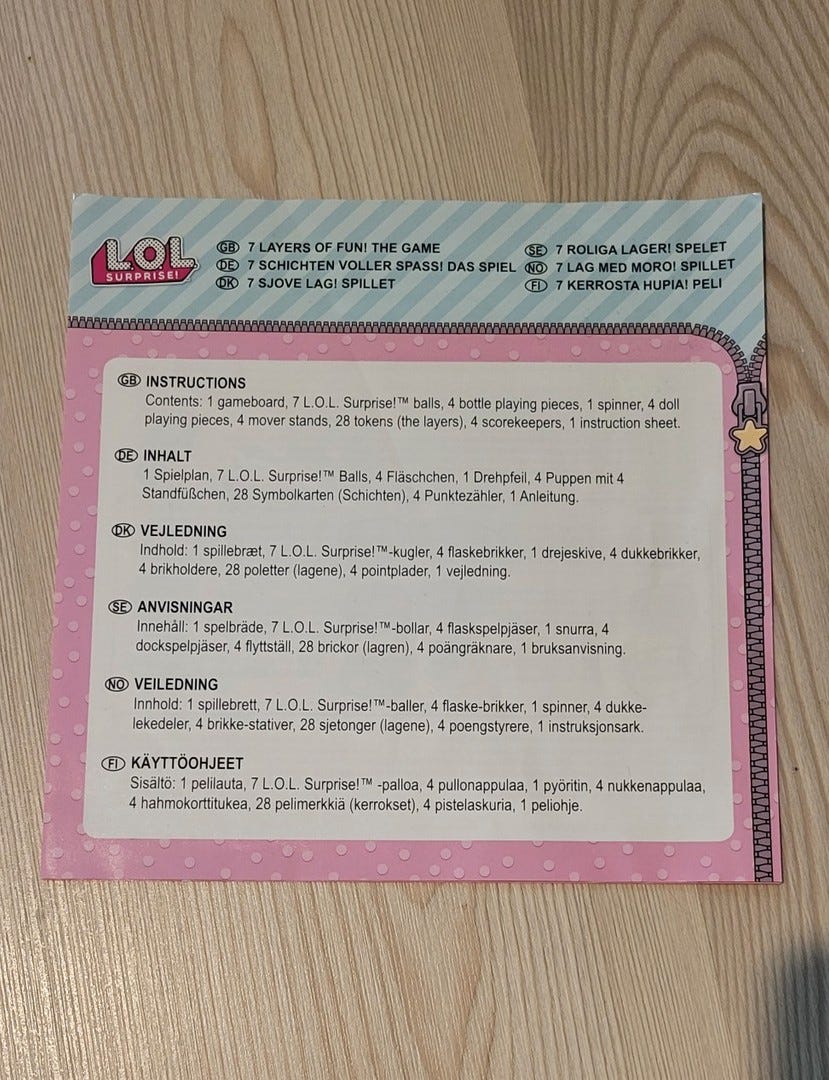 L.O.L.
SURPRISE!
GB 7 LAYERS OF FUN! THE GAME
DE 7 SCHICHTEN VOLLER SPASS! DAS SPIEL
DK 7 SJOVE LAG! SPILLET
SE 7 ROLIGA LAGER! SPELET
NO 7 LAG MED MORO! SPILLET
FI 7 KERROSTA HUPIA! PELI
GB INSTRUCTIONS
Contents: 1 gameboard, 7 L.O.L. Surprise!™ balls, 4 bottle playing pieces, 1 spinner, 4 doll
playing pieces, 4 mover stands, 28 tokens (the layers), 4 scorekeepers, 1 instruction sheet.
DE INHALT
1 Spielplan, 7 L.O.L. Surprise!™ Balls, 4 Fläschchen, 1 Drehpfeil, 4 Puppen mit 4
Standfüßchen, 28 Symbolkarten (Schichten), 4 Punktezähler, 1 Anleitung.
DK VEJLEDNING
Indhold: 1 spillebræt, 7 L.O.L. Surprise!™-kugler, 4 flaskebrikker, 1 drejeskive, 4 dukkebrikker,
4 brikholdere, 28 poletter (lagene), 4 pointplader, 1 vejledning.
SE ANVISNINGAR
Innehåll: 1 spelbräde, 7 L.O.L. Surprise!™-bollar, 4 flaskspelpjäser, 1 snurra, 4
dockspelpjäser, 4 flyttställ, 28 brickor (lagren), 4 poängräknare, 1 bruksanvisning.
NO VEILEDNING
Innhold: 1 spillebrett, 7 L.O.L. Surprise!™-baller, 4 flaske-brikker, 1 spinner, 4 dukke-
lekedeler, 4 brikke-stativer, 28 sjetonger (lagene), 4 poengstyrere, 1 instruksjonsark.
FI KÄYTTÖOHJEET
Sisältö: 1 pelilauta, 7 L.O.L. Surprise!™ -palloa, 4 pullonappulaa, 1 pyöritin, 4 nukkenappulaa,
4 hahmokorttitukea, 28 pelimerkkiä (kerrokset), 4 pistelaskuria, 1 peliohje.